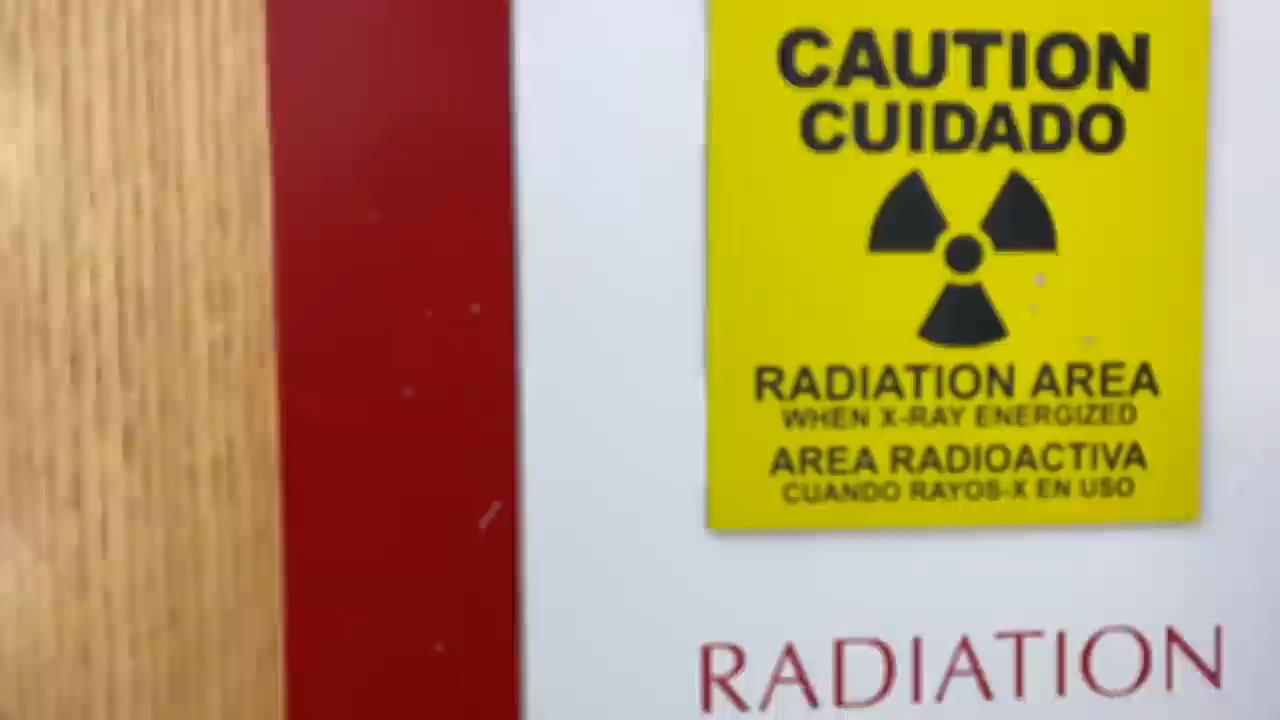 CAUTION
CUIDADO
RADIATION AREA
WHEN X-RAY ENERGIZED
AREA RADIOACTIVA
CUANDO RAYOS-X EN USO
RADIATION